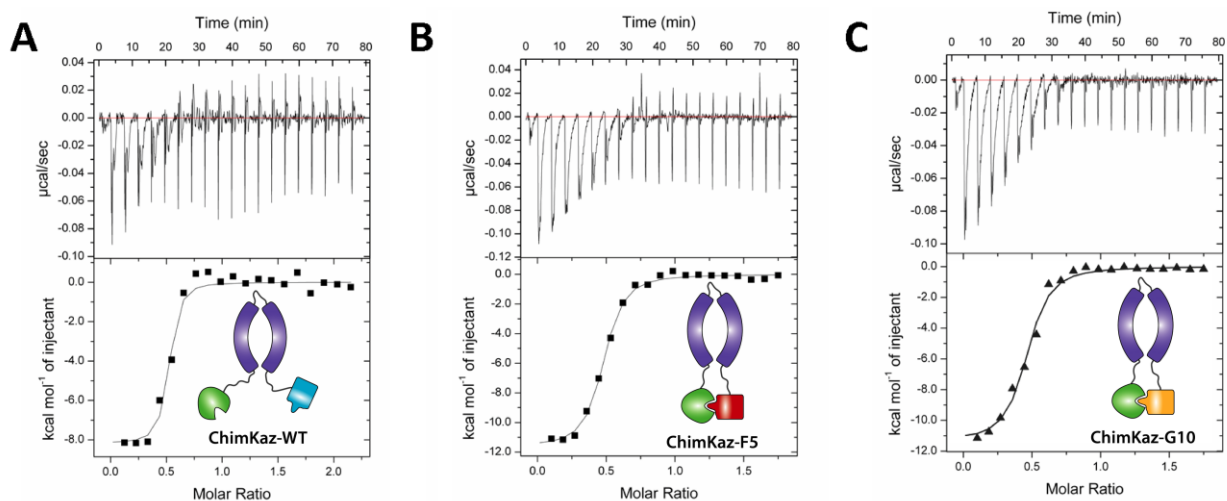 A
Time (min)
0 10 20 30 40 50 60 70 80
0.04
0.02
0.00
-0.02
-0.04
-0.06
-0.08
-0.10
µcal/sec
0.0
-2.0
-4.0
-6.0
-8.0
kcal mol⁻¹ of injectant
ChimKaz-WT
0.0 0.5 1.0 1.5 2.0
Molar Ratio
B
Time (min)
0 10 20 30 40 50 60 70 80
0.04
0.02
0.00
-0.02
-0.04
-0.06
-0.08
-0.10
-0.12
µcal/sec
0.0
-2.0
-4.0
-6.0
-8.0
-10.0
-12.0
kcal mol⁻¹ of injectant
ChimKaz-F5
0.0 0.5 1.0 1.5
Molar Ratio
C
Time (min)
0 10 20 30 40 50 60 70 80
0.00
-0.02
-0.04
-0.06
-0.08
-0.10
µcal/sec
0.0
-2.0
-4.0
-6.0
-8.0
-10.0
-12.0
kcal mol⁻¹ of injectant
ChimKaz-G10
0.0 0.5 1.0 1.5
Molar Ratio